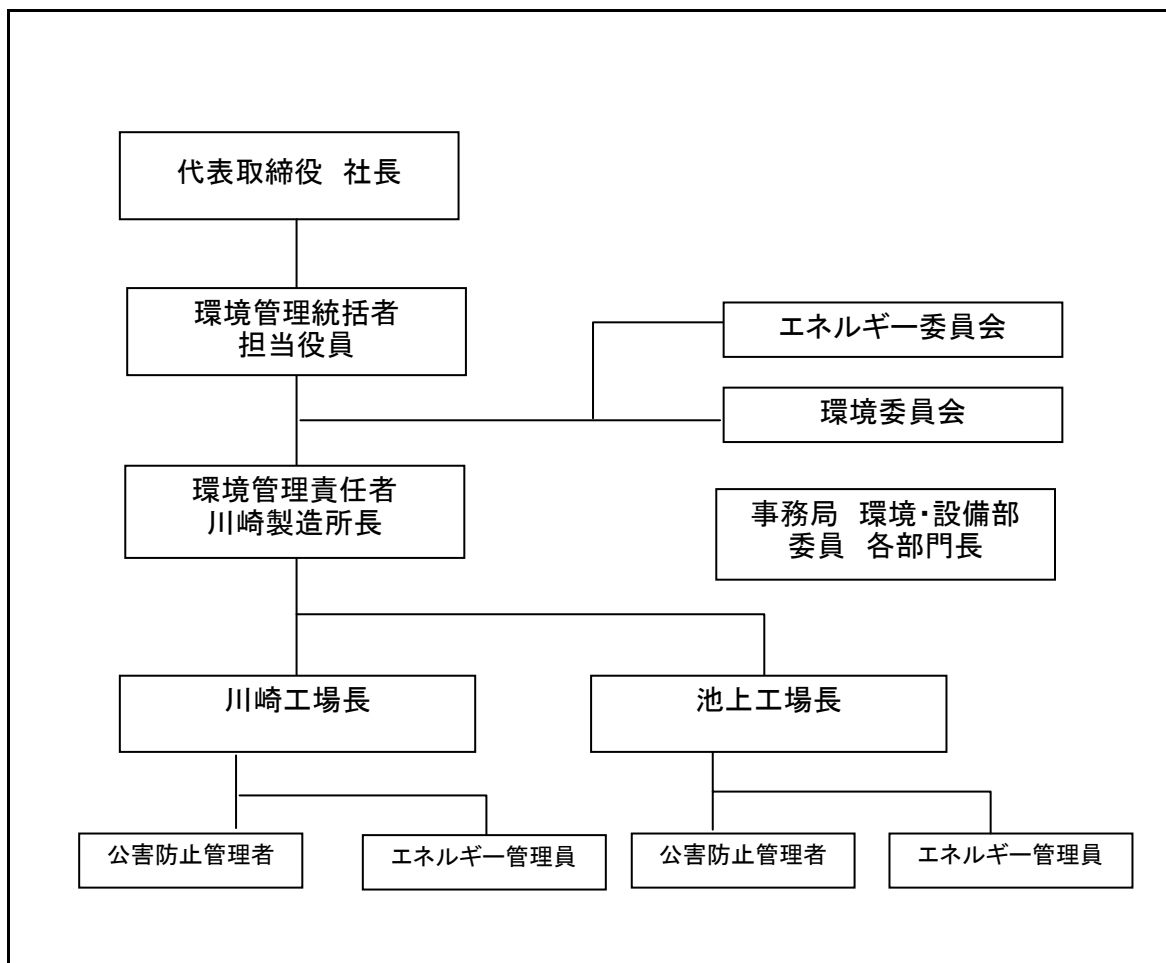 代表取締役 社長
環境管理統括者
担当役員
エネルギー委員会
環境委員会
環境管理責任者
川崎製造所長
事務局 環境・設備部
委員 各部門長
川崎工場長
池上工場長
公害防止管理者
エネルギー管理員
公害防止管理者
エネルギー管理員